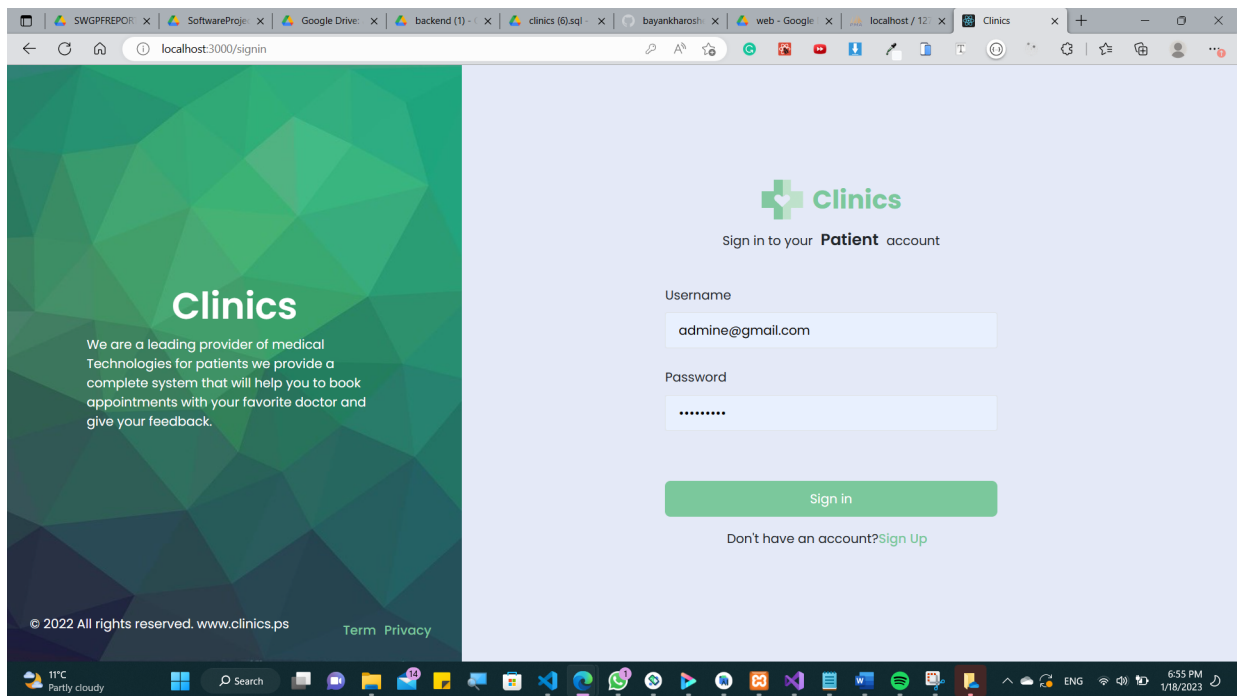 SWGPFREPOR
SoftwareProjec
Google Drive:
backend (1) -
clinics (6).sql -
bayankharosh
web - Google
localhost / 12
Clinics
localhost:3000/signin
Clinics
We are a leading provider of medical
Technologies for patients we provide a
complete system that will help you to book
appointments with your favorite doctor and
give your feedback.
© 2022 All rights reserved. www.clinics.ps
Term Privacy
Clinics
Sign in to your Patient account
Username
admine@gmail.com
Password
•••••••••
Sign in
Don't have an account?Sign Up
11°C
Partly cloudy
Search
14
1
ENG
6:55 PM
1/18/2023